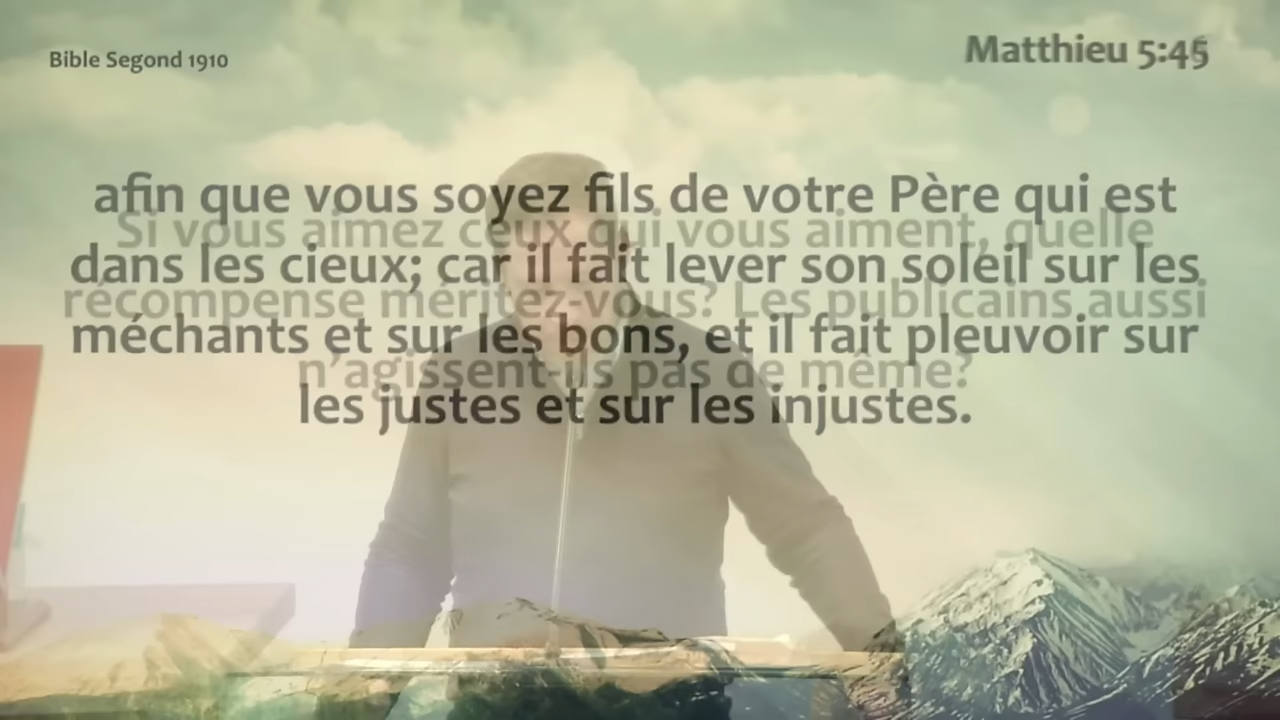 Bible Segond 1910
Matthieu 5:45
afin que vous soyez fils de votre Père qui est
dans les cieux; car il fait lever son soleil sur les
méchants et sur les bons, et il fait pleuvoir sur
les justes et sur les injustes.
Si vous aimez ceux qui vous aiment, quelle
récompense méritez-vous? Les publicains aussi
n'agissent-ils pas de même?